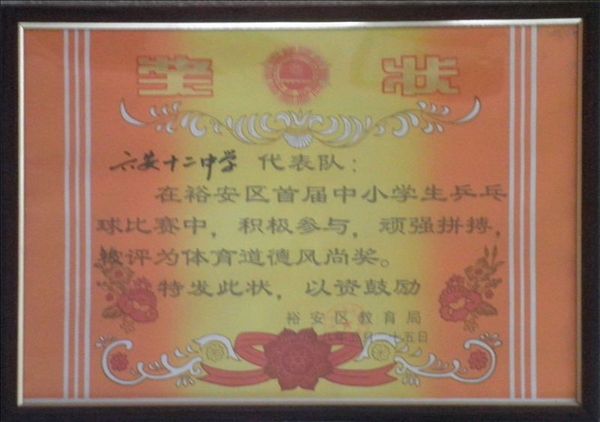 奖 状
六安十二中学 代表队：
在裕安区首届中小学生乒乓
球比赛中，积极参与，顽强拼搏，
被评为体育道德风尚奖。
特发此状，以资鼓励
裕安区教育局
十五日